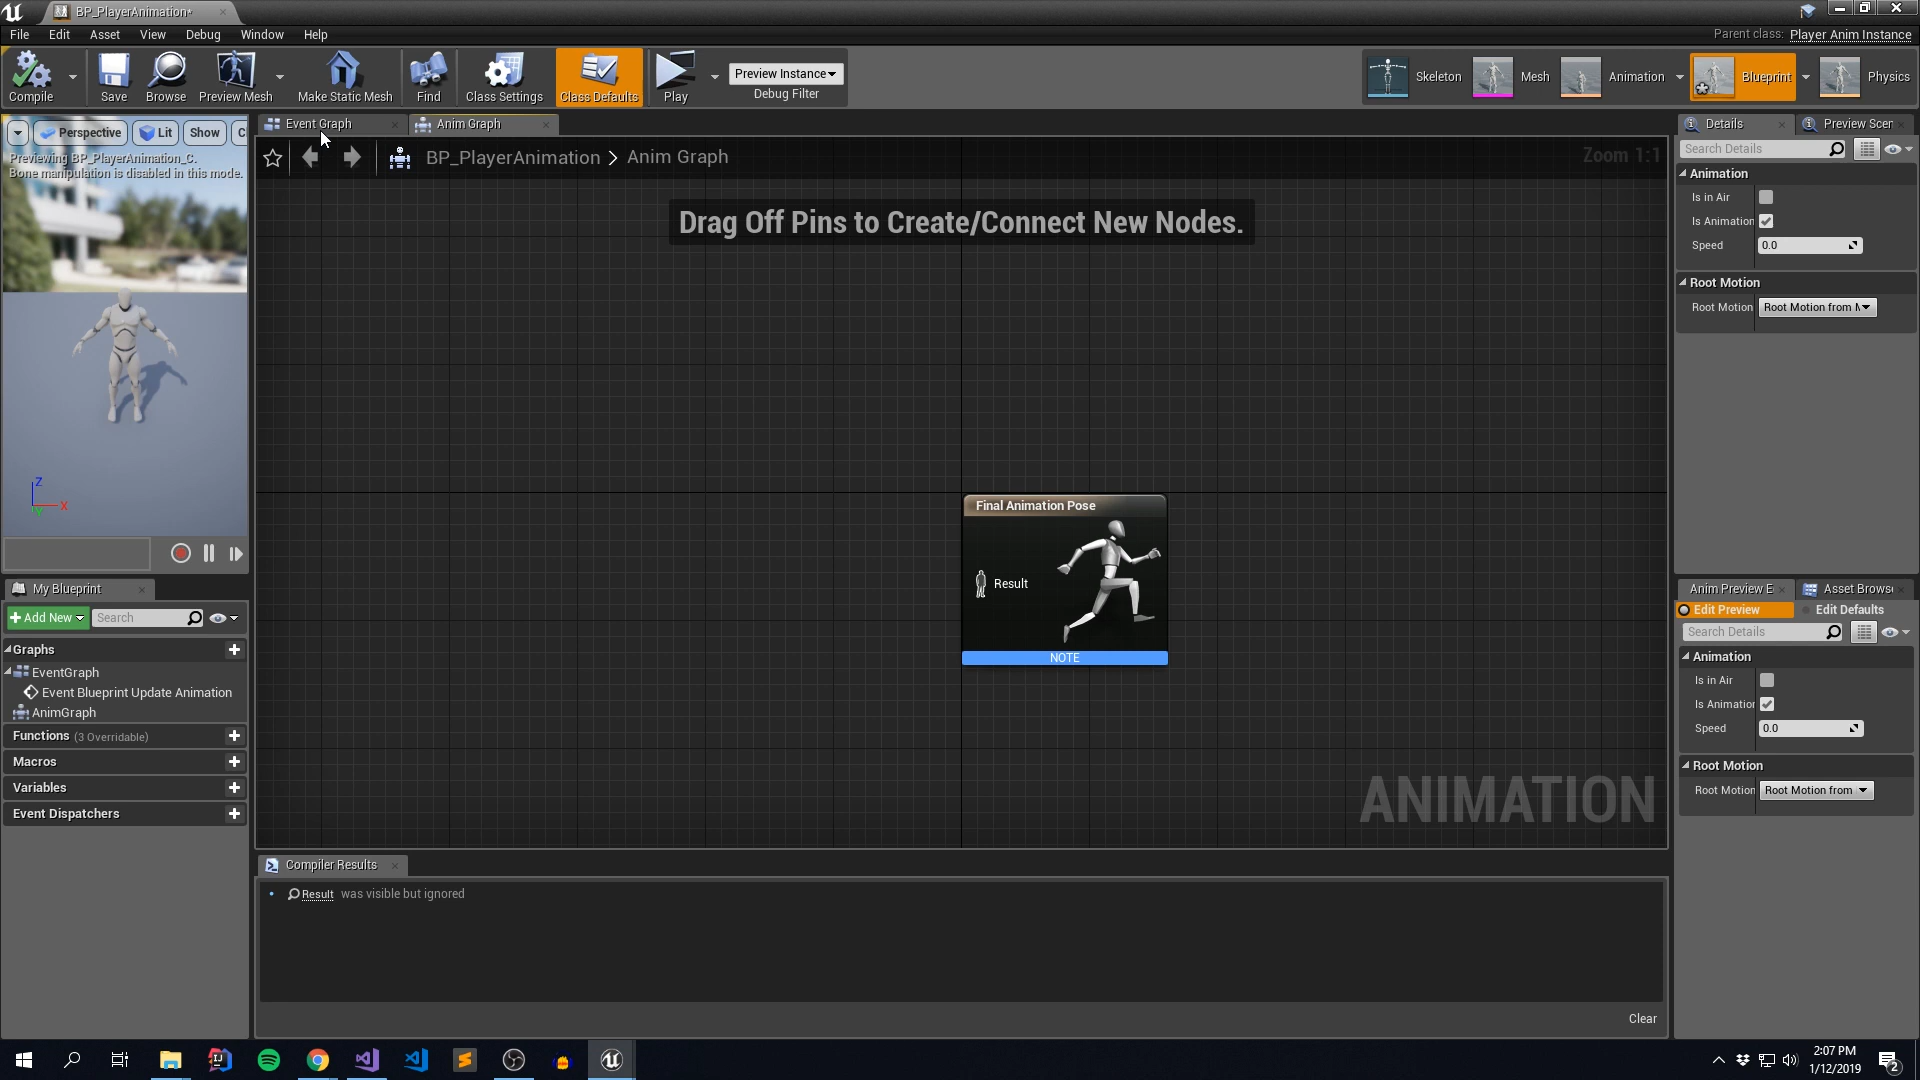 BP_PlayerAnimation*
File Edit Asset View Debug Window Help
Parent class: Player Anim Instance
Compile
Save
Browse
Preview Mesh
Make Static Mesh
Find
Class Settings
Class Defaults
Play
Preview Instance
Debug Filter
Skeleton
Mesh
Animation
Blueprint
Physics
Perspective
Lit
Show
Previewing BP_PlayerAnimation_C.
Bone manipulation is disabled in this mode.
Z
X
Y
Event Graph
Anim Graph
BP_PlayerAnimation > Anim Graph
Zoom 1:1
Drag Off Pins to Create/Connect New Nodes.
Final Animation Pose
Result
NOTE
ANIMATION
My Blueprint
+ Add New
Search
Graphs
EventGraph
Event Blueprint Update Animation
AnimGraph
Functions (3 Overridable)
Macros
Variables
Event Dispatchers
Compiler Results
Result was visible but ignored
Clear
Details
Preview Scer
Search Details
Animation
Is in Air
Is Animation
Speed 0.0
Root Motion
Root Motion Root Motion from M
Anim Preview E
Asset Brows
Edit Preview
Edit Defaults
Search Details
Animation
Is in Air
Is Animation
Speed 0.0
Root Motion
Root Motion Root Motion from
2:07 PM
1/12/2019
2